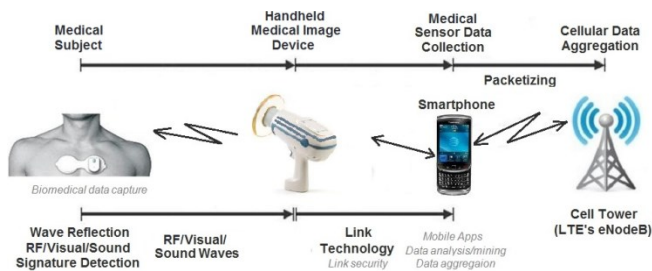 Medical
Subject
Handheld
Medical Image
Device
Medical
Sensor Data
Collection
Cellular Data
Aggregation
Packetizing
Smartphone
Biomedical data capture
Cell Tower
(LTE's eNodeB)
Wave Reflection
RF/Visual/Sound
Signature Detection
RF/Visual/
Sound Waves
Link
Technology
Link security
Mobile Apps
Data analysis/mining
Data aggregaion